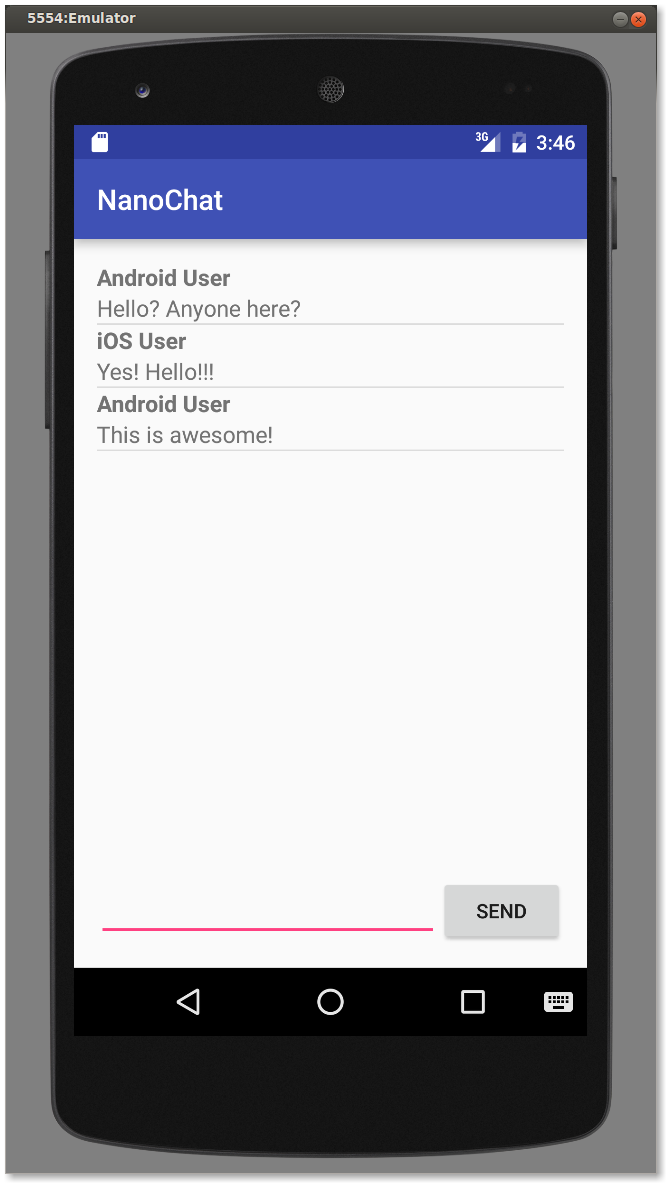 5554:Emulator
3G 3:46
NanoChat
Android User
Hello? Anyone here?
iOS User
Yes! Hello!!!
Android User
This is awesome!
SEND